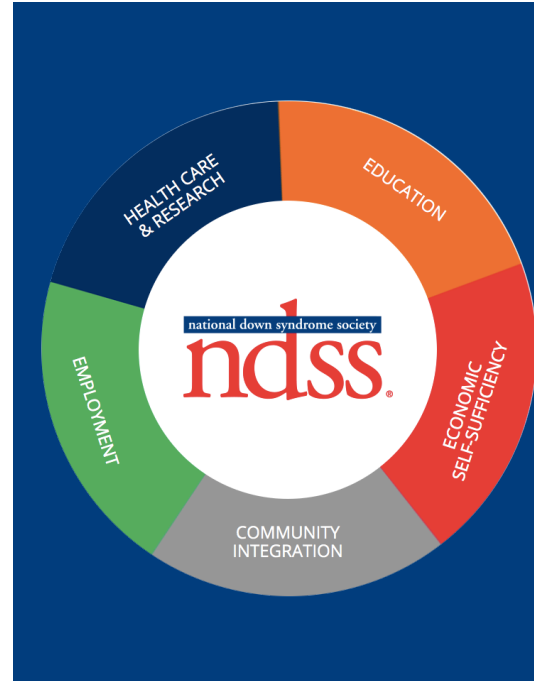 HEALTH CARE
& RESEARCH
EDUCATION
national down syndrome society
ndss®
EMPLOYMENT
ECONOMIC
SELF-SUFFICIENCY
COMMUNITY
INTEGRATION